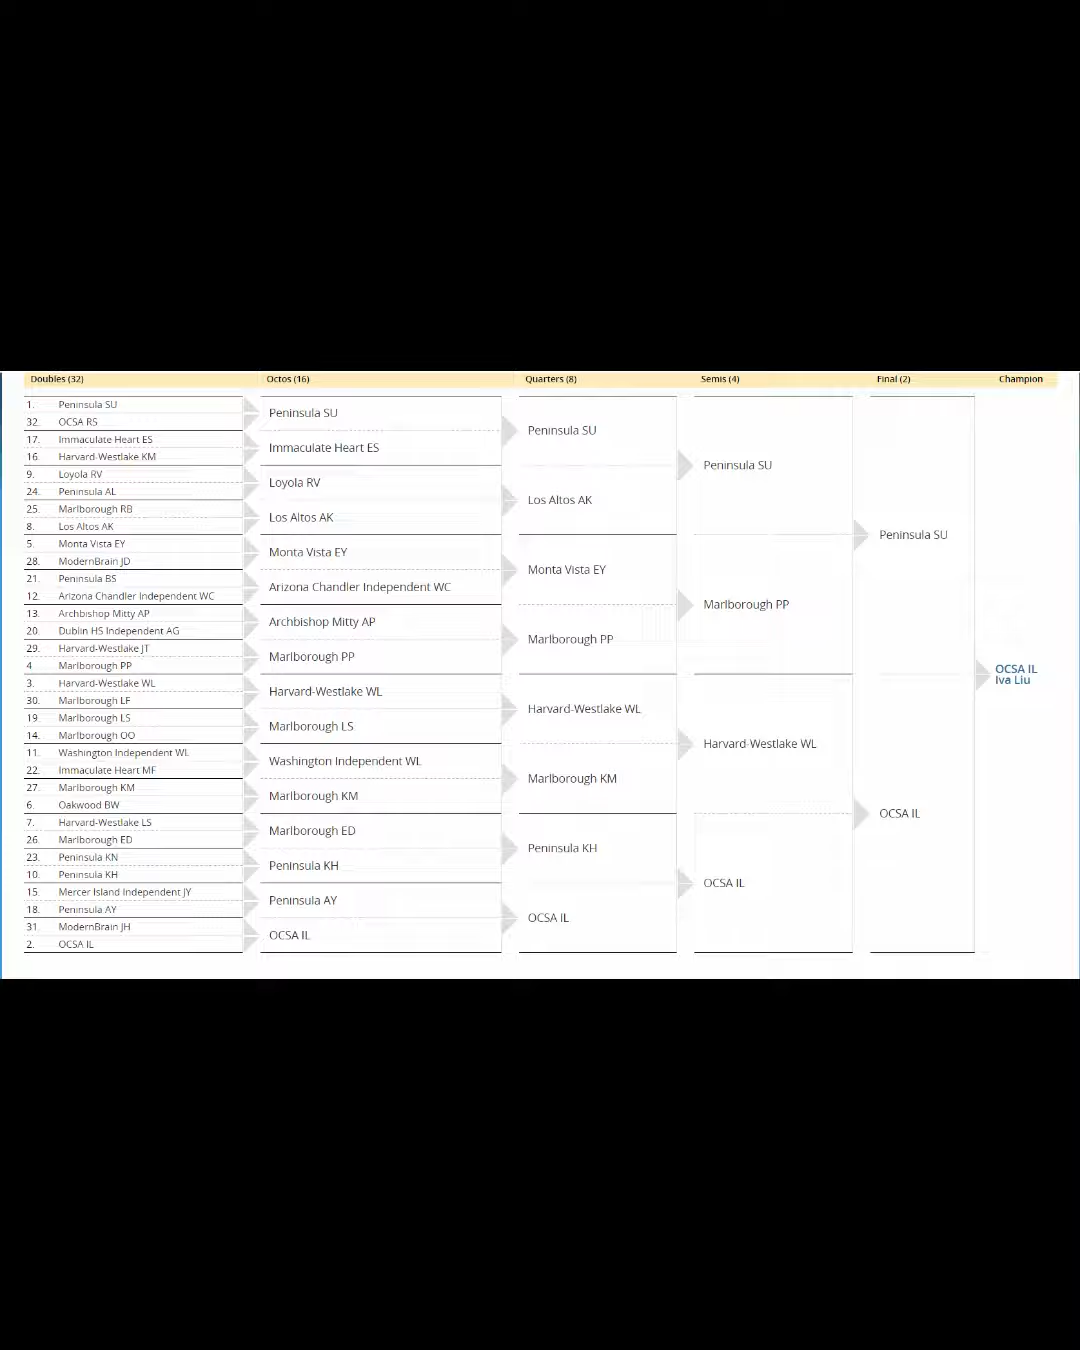 Doubles (32) Octos (16) Quarters (8) Semis (4) Final (2) Champion
1. Peninsula SU
32. OCSA RS
17. Immaculate Heart ES
16. Harvard-Westlake KM
9. Loyola RV
24. Peninsula AL
25. Marlborough RB
8. Los Altos AK
5. Monta Vista EY
28. ModernBrain JD
21. Peninsula BS
12. Arizona Chandler Independent WC
13. Archbishop Mitty AP
20. Dublin HS Independent AG
29. Harvard-Westlake JT
4 Marlborough PP
3. Harvard-Westlake WL
30. Marlborough LF
19. Marlborough LS
14. Marlborough OO
11. Washington Independent WL
22. Immaculate Heart MF
27. Marlborough KM
6. Oakwood BW
7. Harvard-Westlake LS
26. Marlborough ED
23. Peninsula KN
10. Peninsula KH
15. Mercer Island Independent JY
18. Peninsula AY
31. ModernBrain JH
2. OCSA IL
Peninsula SU
Immaculate Heart ES
Loyola RV
Los Altos AK
Monta Vista EY
Arizona Chandler Independent WC
Archbishop Mitty AP
Marlborough PP
Harvard-Westlake WL
Marlborough LS
Washington Independent WL
Marlborough KM
Marlborough ED
Peninsula KH
Peninsula AY
OCSA IL
Peninsula SU
Los Altos AK
Monta Vista EY
Marlborough PP
Harvard-Westlake WL
Marlborough KM
Peninsula KH
OCSA IL
Peninsula SU
Marlborough PP
Harvard-Westlake WL
OCSA IL
Peninsula SU
OCSA IL
OCSA IL
Iva Liu